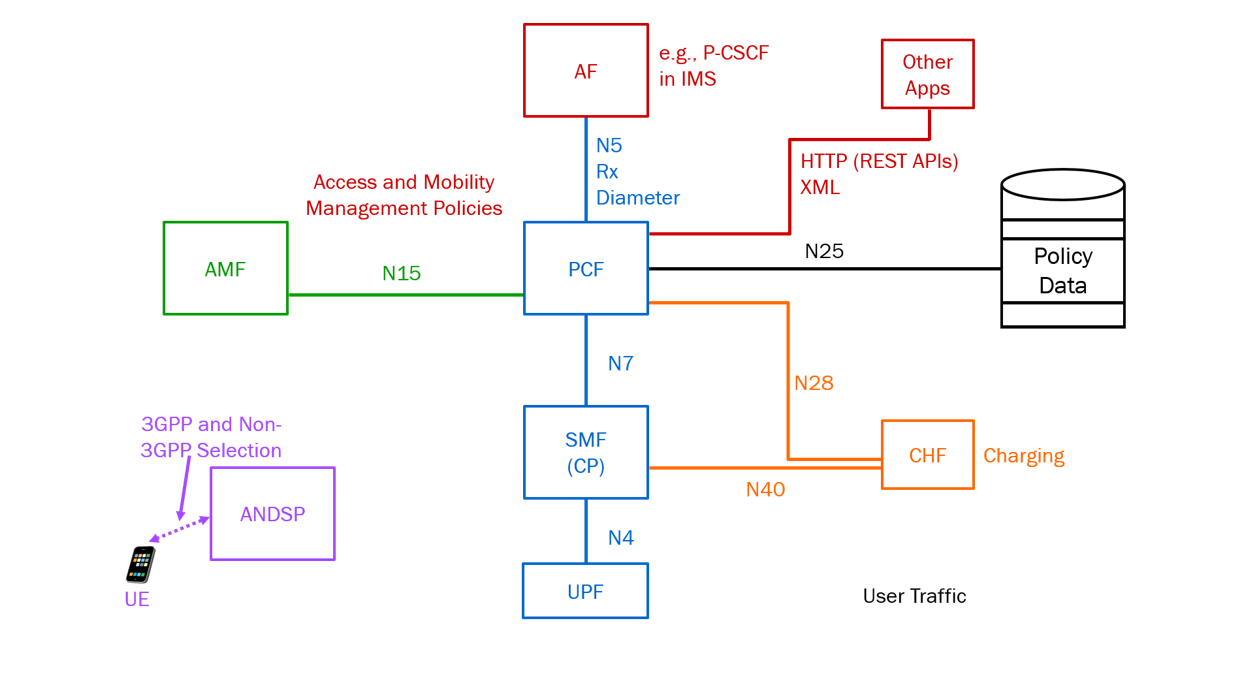 AF
e.g., P-CSCF
in IMS
Other
Apps
N5
Rx
Diameter
HTTP (REST APIs)
XML
Access and Mobility
Management Policies
AMF
N15
PCF
N25
Policy
Data
N7
N28
3GPP and Non-
3GPP Selection
SMF
(CP)
CHF
Charging
N40
ANDSP
N4
UE
UPF
User Traffic